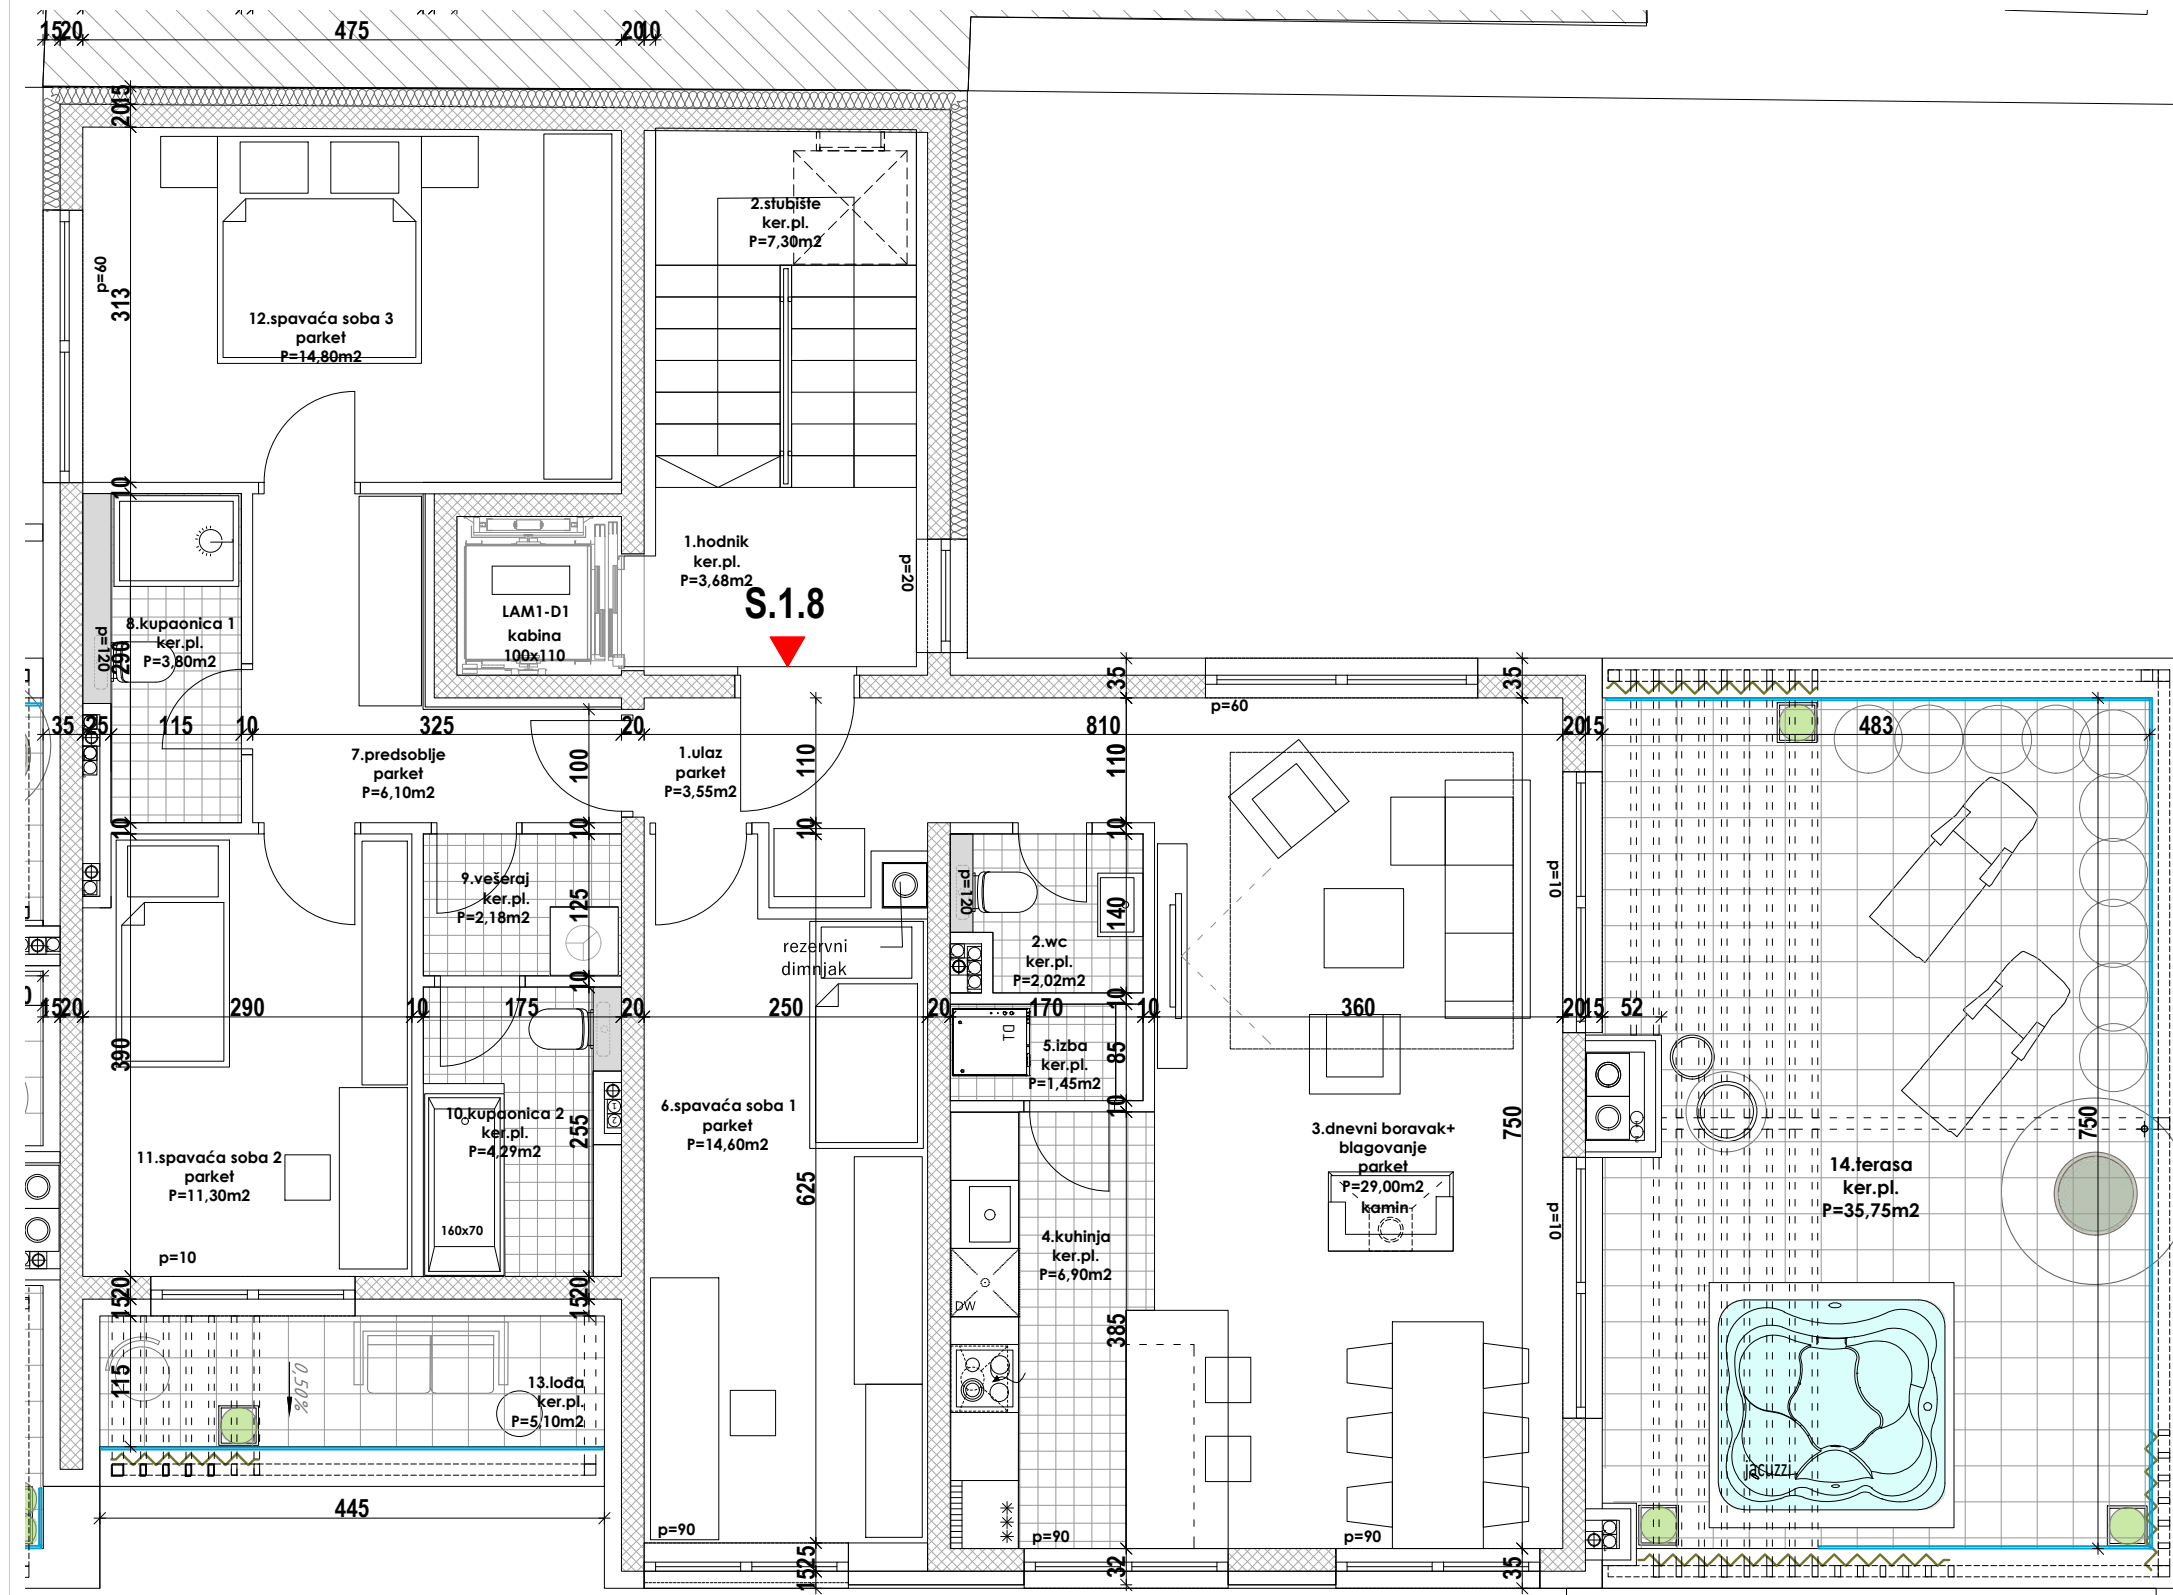 15
20
475
20
10
15
20
2.stubište
ker.pl.
P=7,30m2
p=60
313
12.spavaća soba 3
parket
P=14,80m2
10
1.hodnik
ker.pl.
P=3,68m2
p=20
S.1.8
LAM1-D1
kabina
100x110
8.kupaonica 1
ker.pl.
P=3,80m2
p=120
290
35
35
p=60
35
25
115
10
325
20
810
20
15
483
7.predsoblje
parket
P=6,10m2
100
1.ulaz
parket
P=3,55m2
110
110
10
10
10
10
9.vešeraj
ker.pl.
P=2,18m2
125
p=120
140
p=10
rezervni
dimnjak
2.wc
ker.pl.
P=2,02m2
10
10
15
20
290
10
175
20
250
20
170
10
360
20
15
52
390
DT
5.izba
ker.pl.
P=1,45m2
85
10
10.kupaonica 2
ker.pl.
P=4,29m2
255
6.spavaća soba 1
parket
P=14,60m2
3.dnevni boravak+
blagovanje
parket
P=29,00m2
kamin
750
750
11.spavaća soba 2
parket
P=11,30m2
625
14.terasa
ker.pl.
P=35,75m2
160x70
p=10
4.kuhinja
ker.pl.
P=6,90m2
p=10
15
20
15
20
DW
385
115
0,50%
13.lođa
ker.pl.
P=5,10m2
jacuzzi
445
p=90
p=90
p=90
15
25
32
35